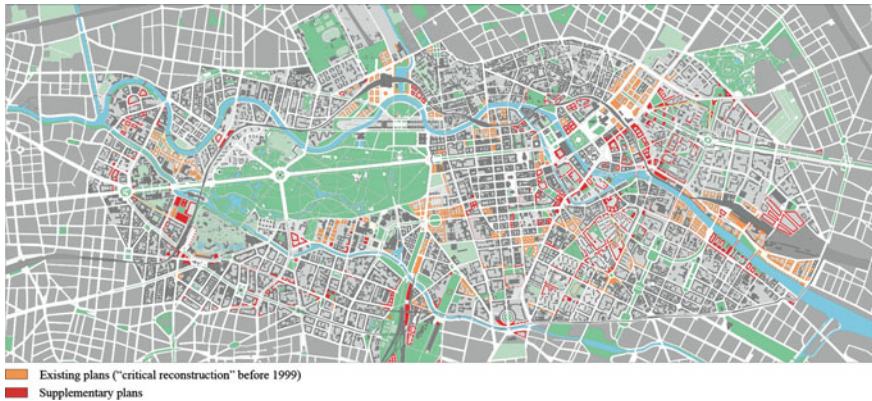 Existing plans (“critical reconstruction” before 1999)
Supplementary plans